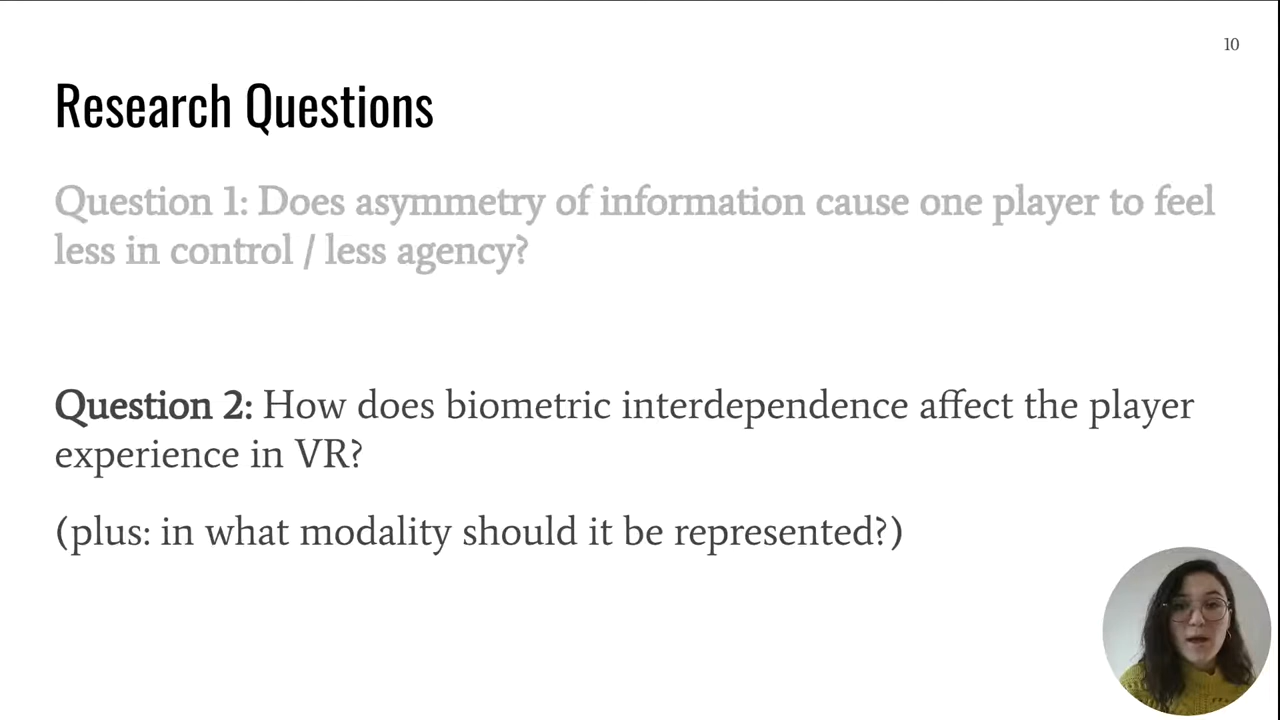 10
Research Questions
Question 1: Does asymmetry of information cause one player to feel
less in control / less agency?
Question 2: How does biometric interdependence affect the player
experience in VR?
(plus: in what modality should it be represented?)